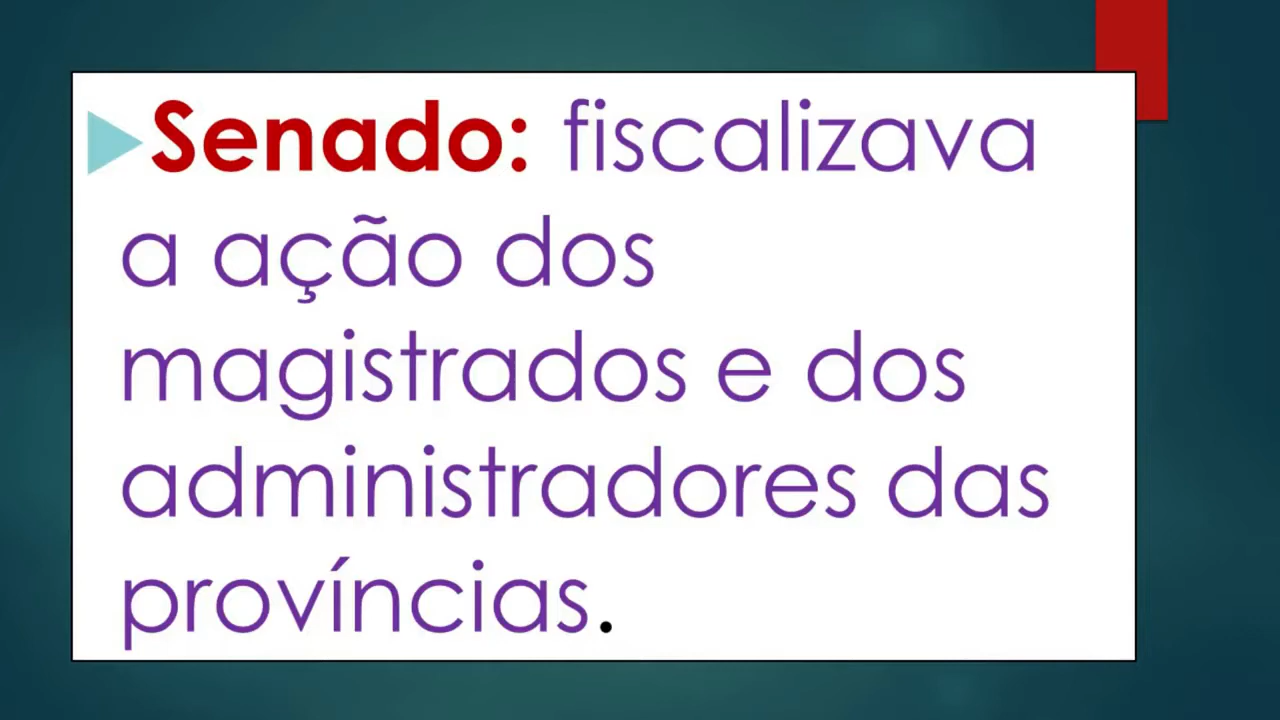 Senado: fiscalizava
a ação dos
magistrados e dos
administradores das
províncias.